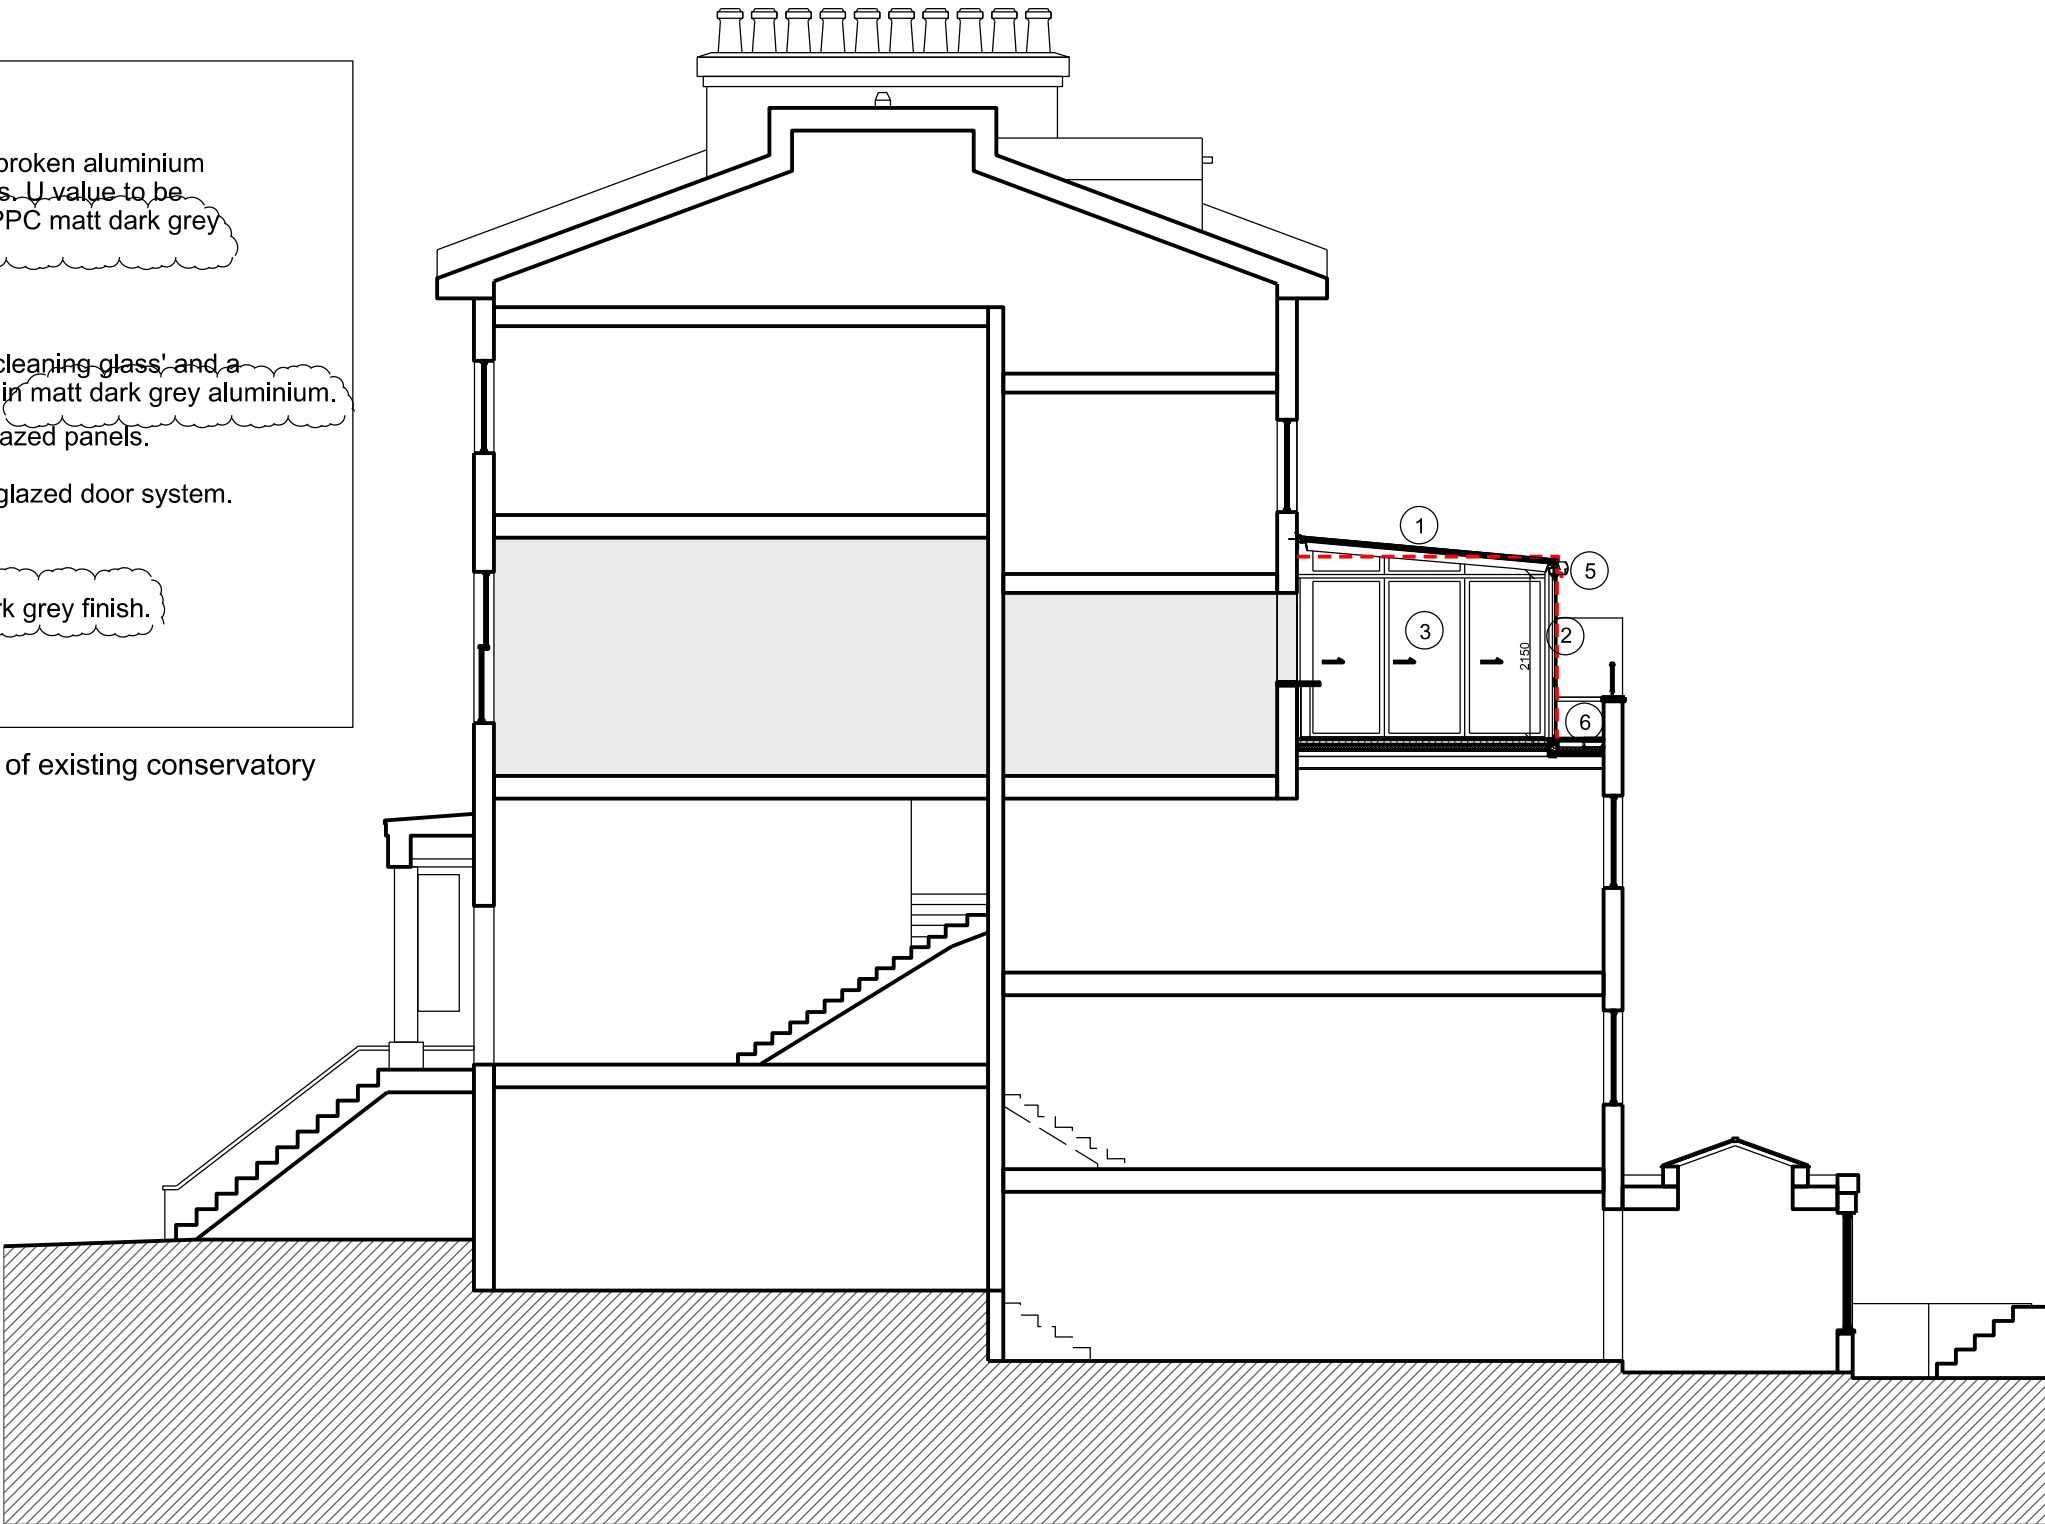 broken aluminium
s. U value to be
PPC matt dark grey
cleaning glass' and a
in matt dark grey aluminium.
azed panels.
glazed door system.
rk grey finish.
of existing conservatory
1
5
3
2
2150
6